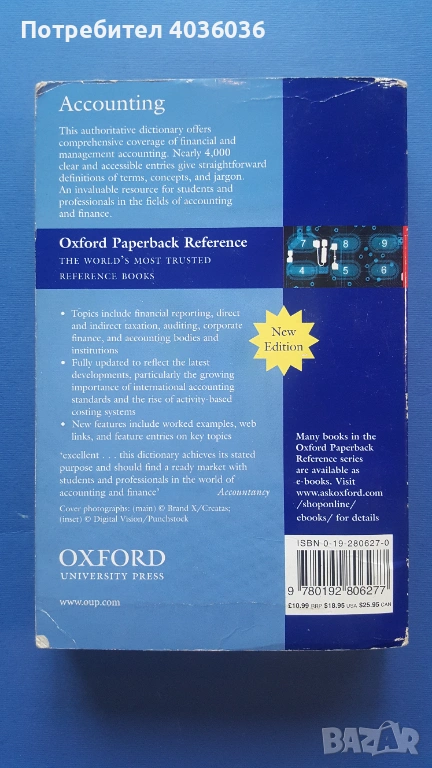 Потребител 4036036
Accounting
This authoritative dictionary offers
comprehensive coverage of financial and
management accounting. Nearly 4,000
clear and accessible entries give straightforward
definitions of terms, concepts, and jargon.
An invaluable resource for students and
professionals in the fields of accounting
and finance.
Oxford Paperback Reference
THE WORLD'S MOST TRUSTED
REFERENCE BOOKS
7 8 9
4 5 6
• Topics include financial reporting, direct
and indirect taxation, auditing, corporate
finance, and accounting bodies and
institutions
• Fully updated to reflect the latest
developments, particularly the growing
importance of international accounting
standards and the rise of activity-based
costing systems
• New features include worked examples, web
links, and feature entries on key topics
New
Edition
'excellent . . . this dictionary achieves its stated
purpose and should find a ready market with
students and professionals in the world of
accounting and finance' Accountancy
Cover photographs: (main) © Brand X/Creatas;
(inset) © Digital Vision/Punchstock
Many books in the
Oxford Paperback
Reference series
are available as
e-books. Visit
www.askoxford.com
/shoponline/
ebooks/ for details
OXFORD
UNIVERSITY PRESS
www.oup.com
ISBN 0-19-280627-0
9 780192 806277
£10.99 RRP $18.95 USA $25.95 CAN
BAZAR